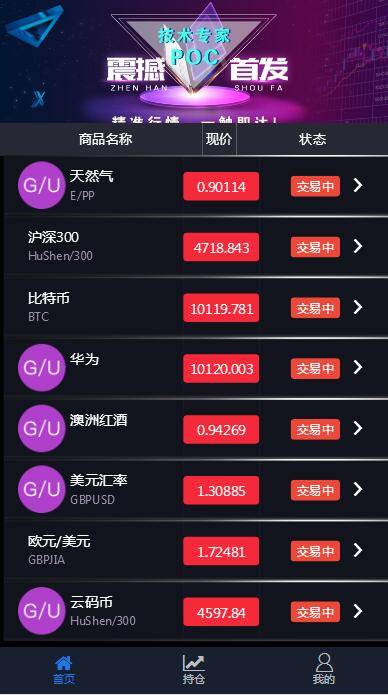 技术专家
震撼 POC 首发
ZHEN HAN SHOU FA
精准行情 一触即达!
商品名称 现价 状态
G/U 天然气 0.90114 交易中
E/PP
沪深300 4718.843 交易中
HuShen/300
比特币 10119.781 交易中
BTC
G/U 华为 10120.003 交易中
G/U 澳洲红酒 0.94269 交易中
G/U 美元汇率 1.30885 交易中
GBPUSD
欧元/美元 1.72481 交易中
GBPJIA
G/U 云码币 4597.84 交易中
HuShen/300
首页 持仓 我的